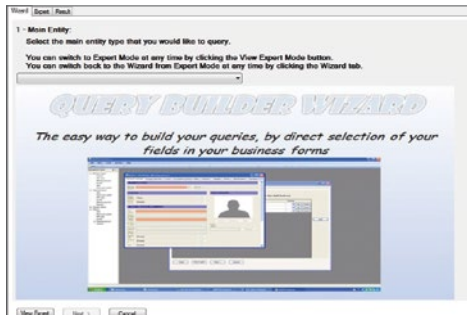 Wizard Expert Result
1 - Main Entity:
Select the main entity type that you would like to query.
You can switch to Expert Mode at any time by clicking the View Expert Mode button.
You can switch back to the Wizard from Expert Mode at any time by clicking the Wizard tab.
QUERY BUILDER WIZARD
The easy way to build your queries, by direct selection of your
fields in your business forms
View Expert Next > Cancel